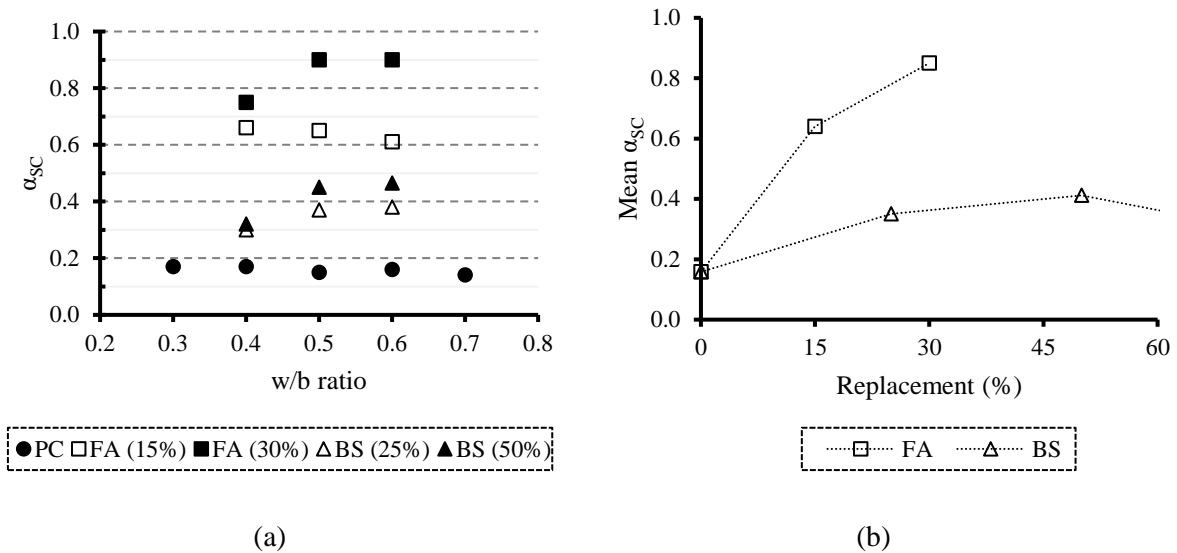 1.0
0.8
0.6
0.4
0.2
0.0
αSC
0.2 0.3 0.4 0.5 0.6 0.7 0.8
w/b ratio
PC FA (15%) FA (30%) BS (25%) BS (50%)
(a)
1.0
0.8
0.6
0.4
0.2
0.0
Mean αSC
0 15 30 45 60
Replacement (%)
FA BS
(b)